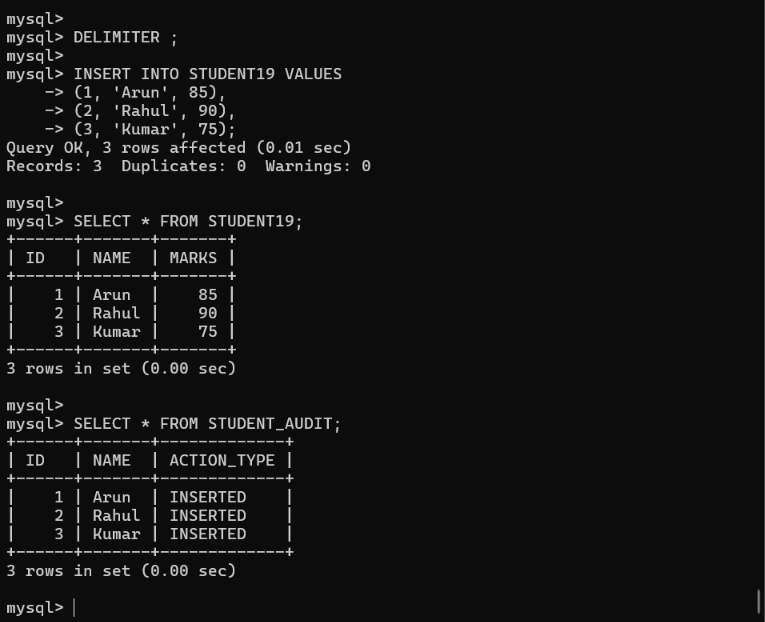 mysql>
mysql> DELIMITER ;
mysql>
mysql> INSERT INTO STUDENT19 VALUES
    -> (1, 'Arun', 85),
    -> (2, 'Rahul', 90),
    -> (3, 'Kumar', 75);
Query OK, 3 rows affected (0.01 sec)
Records: 3  Duplicates: 0  Warnings: 0

mysql>
mysql> SELECT * FROM STUDENT19;
+------+-------+-------+
| ID   | NAME  | MARKS |
+------+-------+-------+
|    1 | Arun  |    85 |
|    2 | Rahul |    90 |
|    3 | Kumar |    75 |
+------+-------+-------+
3 rows in set (0.00 sec)

mysql>
mysql> SELECT * FROM STUDENT_AUDIT;
+------+-------+-------------+
| ID   | NAME  | ACTION_TYPE |
+------+-------+-------------+
|    1 | Arun  | INSERTED    |
|    2 | Rahul | INSERTED    |
|    3 | Kumar | INSERTED    |
+------+-------+-------------+
3 rows in set (0.00 sec)

mysql>